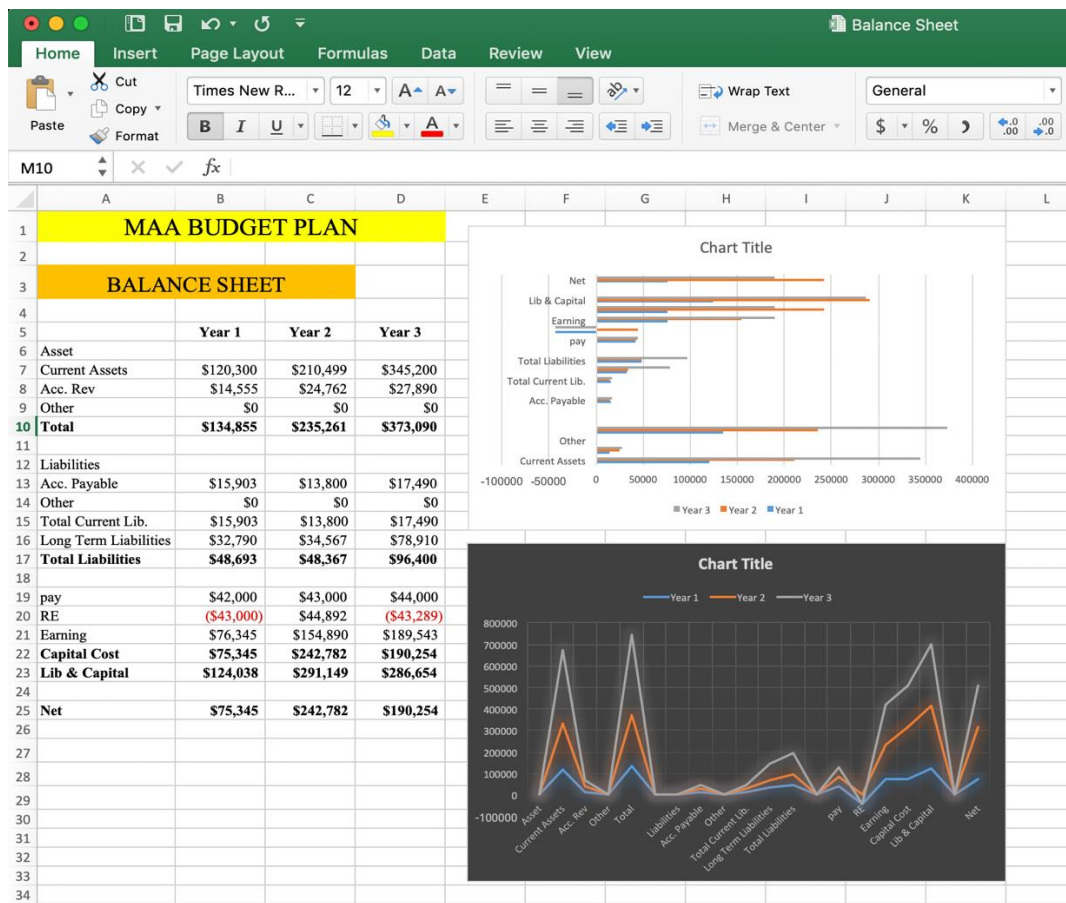 Balance Sheet
Home Insert Page Layout Formulas Data Review View
Paste
Cut
Copy
Format
Times New R... 12 A A
B I U A
Wrap Text
Merge & Center
General
$ % .0 .00 .00 .0
M10 fx
A B C D E F G H I J K L
1 MAA BUDGET PLAN
2
3 BALANCE SHEET
4
5 Year 1 Year 2 Year 3
6 Asset
7 Current Assets $120,300 $210,499 $345,200
8 Acc. Rev $14,555 $24,762 $27,890
9 Other $0 $0 $0
10 Total $134,855 $235,261 $373,090
11
12 Liabilities
13 Acc. Payable $15,903 $13,800 $17,490
14 Other $0 $0 $0
15 Total Current Lib. $15,903 $13,800 $17,490
16 Long Term Liabilities $32,790 $34,567 $78,910
17 Total Liabilities $48,693 $48,367 $96,400
18
19 pay $42,000 $43,000 $44,000
20 RE ($43,000) $44,892 ($43,289)
21 Earning $76,345 $154,890 $189,543
22 Capital Cost $75,345 $242,782 $190,254
23 Lib & Capital $124,038 $291,149 $286,654
24
25 Net $75,345 $242,782 $190,254
26
27
28
29
30
31
32
33
34
Chart Title
Net
Lib & Capital
Earning
pay
Total Liabilities
Total Current Lib.
Acc. Payable
Other
Current Assets
-100000 -50000 0 50000 100000 150000 200000 250000 300000 350000 400000
Year 3 Year 2 Year 1
Chart Title
Year 1 Year 2 Year 3
800000
700000
600000
500000
400000
300000
200000
100000
0
-100000
Asset Current Assets Acc. Rev Other Total Liabilities Acc. Payable Other Total Current Lib. Long Term Liabilities Total Liabilities pay RE Earning Capital Cost Lib & Capital Net